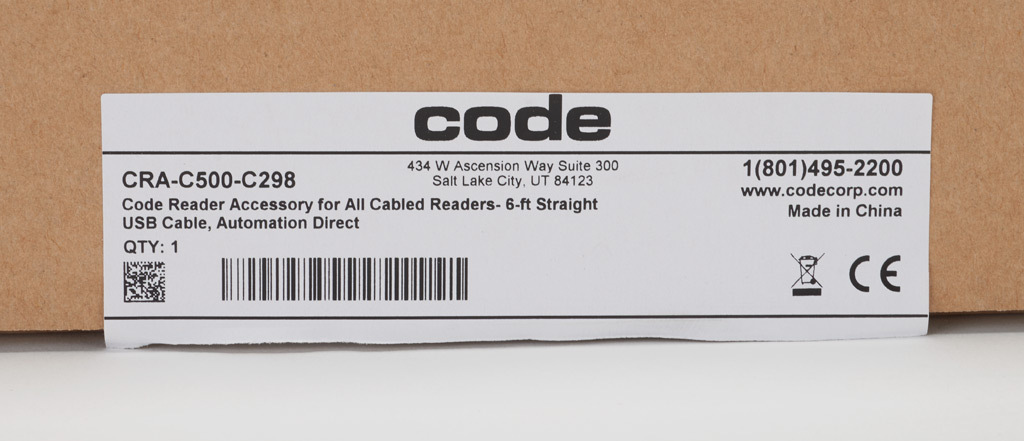 code
434 W Ascension Way Suite 300
Salt Lake City, UT 84123
1(801)495-2200
www.codecorp.com
Made in China
CRA-C500-C298
Code Reader Accessory for All Cabled Readers- 6-ft Straight
USB Cable, Automation Direct
QTY: 1
CE